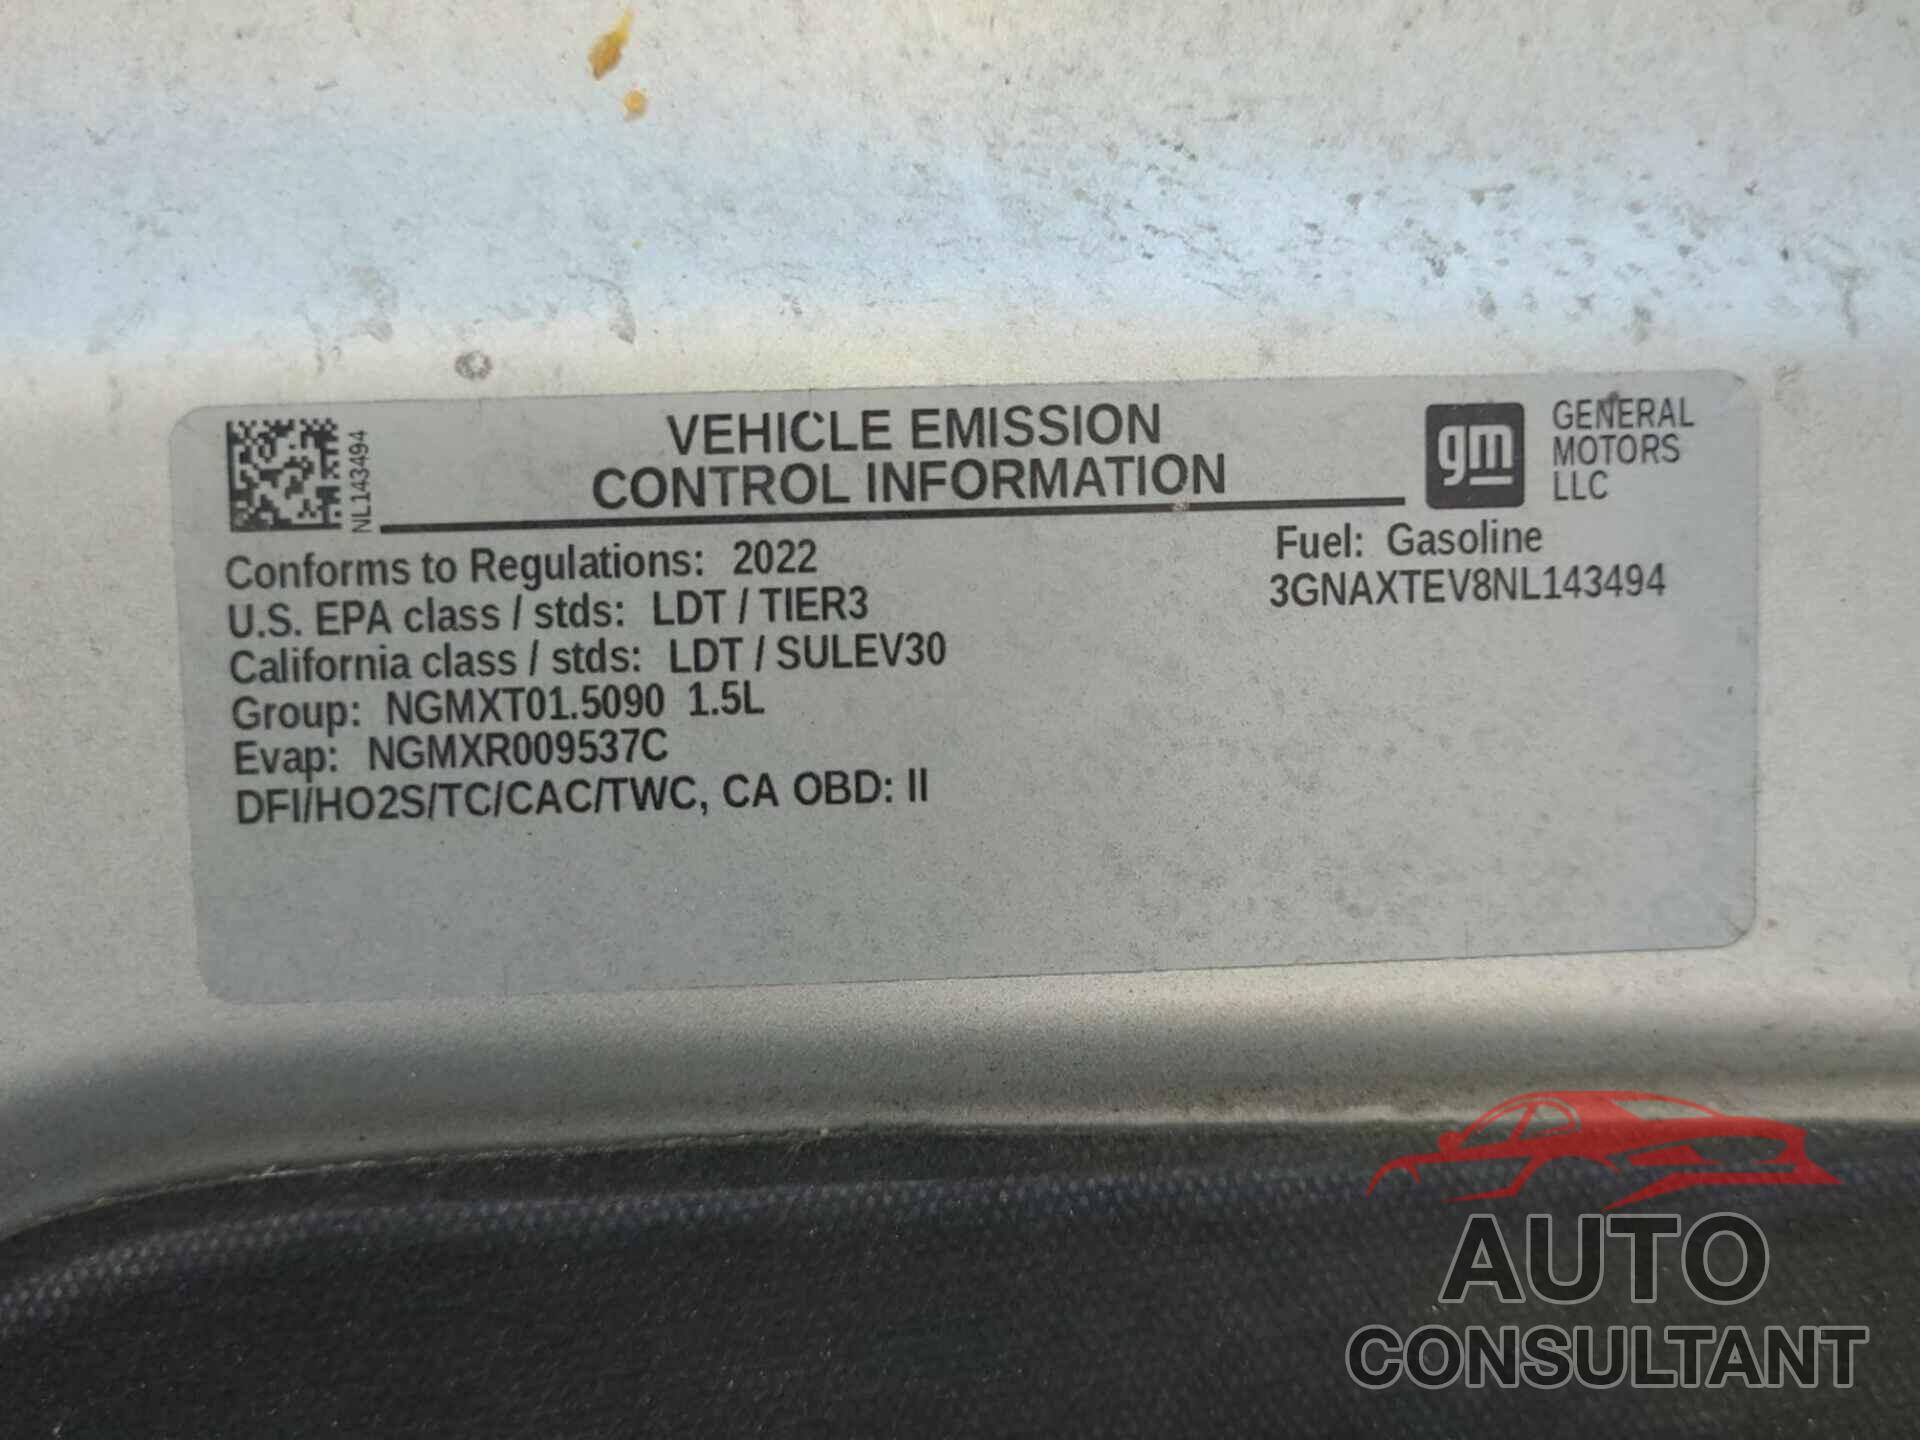 NL143494
VEHICLE EMISSION
CONTROL INFORMATION
gm
GENERAL
MOTORS
LLC
Conforms to Regulations: 2022
U.S. EPA class / stds: LDT / TIER3
California class / stds: LDT / SULEV30
Group: NGMXT01.5090 1.5L
Evap: NGMXR009537C
DFI/HO2S/TC/CAC/TWC, CA OBD: II
Fuel: Gasoline
3GNAXTEV8NL143494
AUTO
CONSULTANT